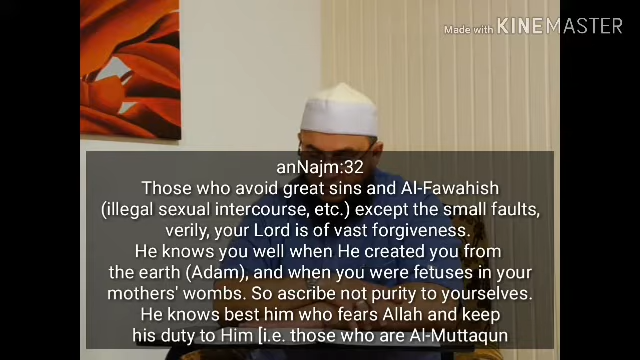 Made with KINEMASTER
anNajm:32
Those who avoid great sins and Al-Fawahish
(illegal sexual intercourse, etc.) except the small faults,
verily, your Lord is of vast forgiveness.
He knows you well when He created you from
the earth (Adam), and when you were fetuses in your
mothers' wombs. So ascribe not purity to yourselves.
He knows best him who fears Allah and keep
his duty to Him [i.e. those who are Al-Muttaqun